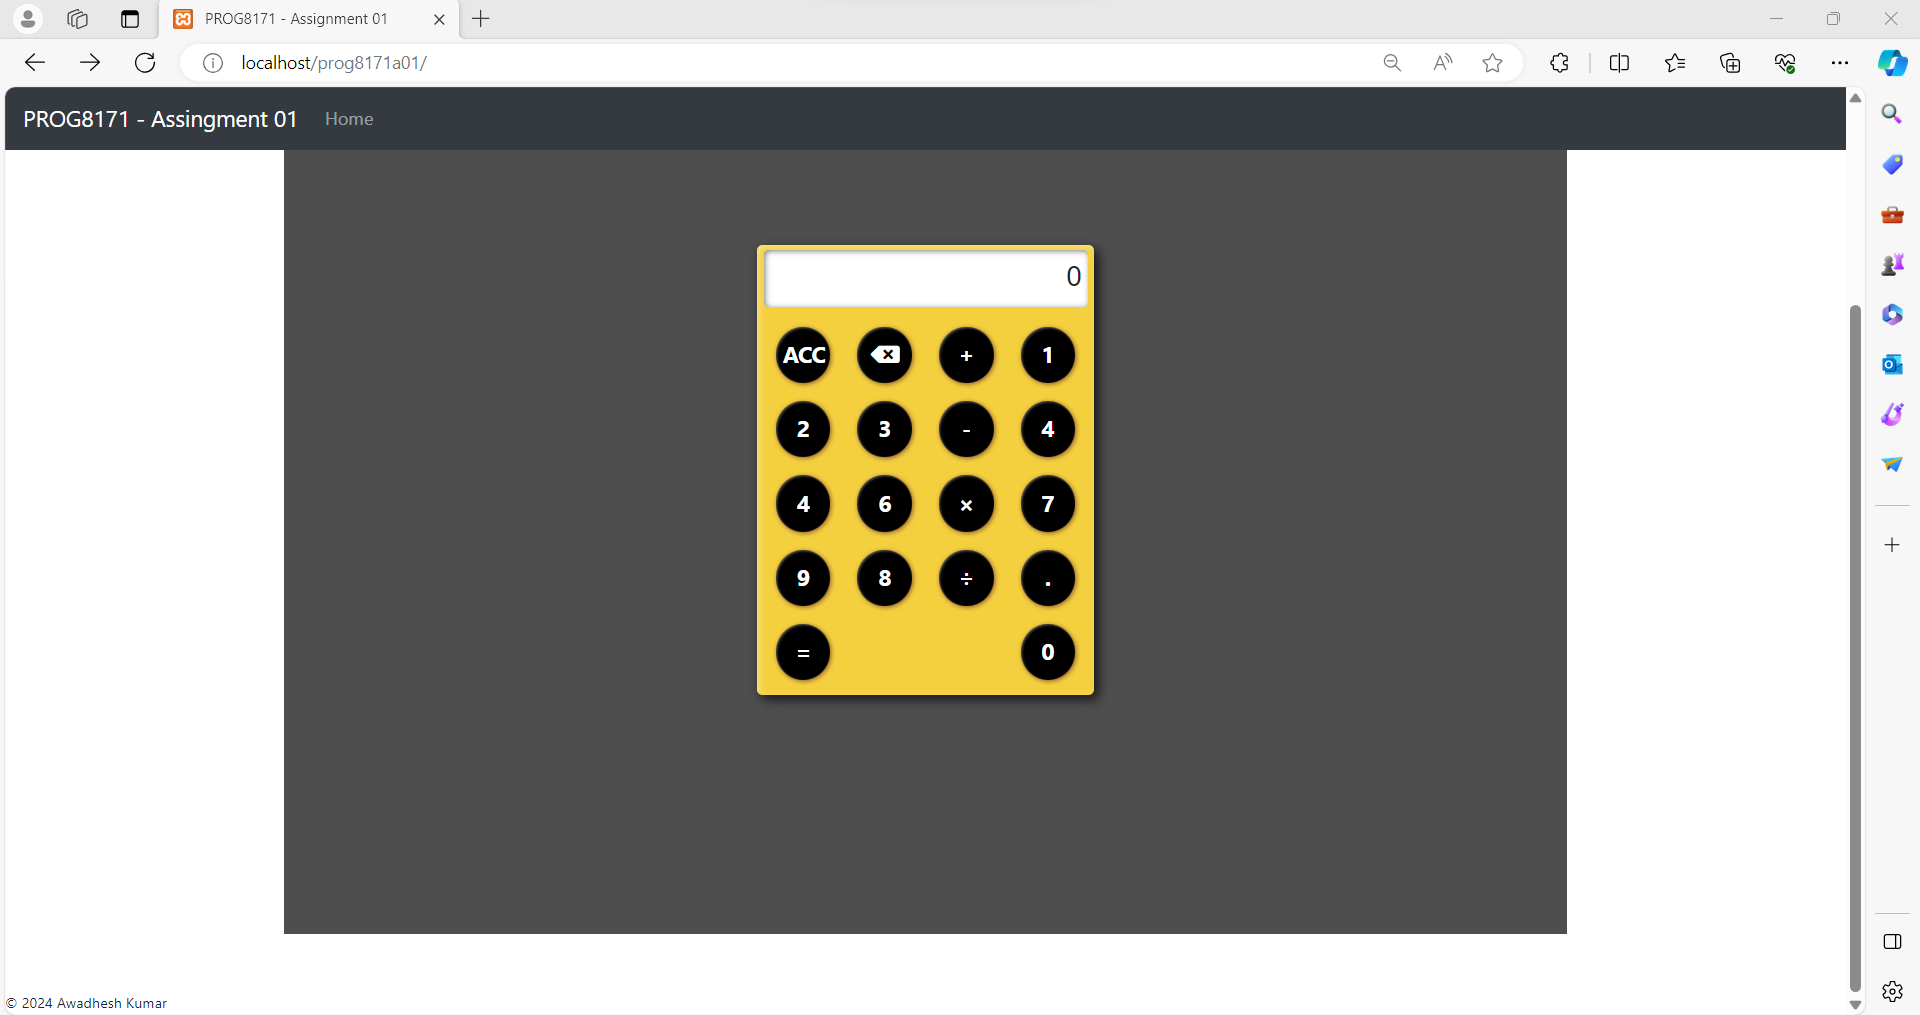 PROG8171 - Assignment 01
localhost/prog8171a01/
PROG8171 - Assingment 01 Home
0
ACC + 1
2 3 - 4
4 6 × 7
9 8 ÷ .
= 0
© 2024 Awadhesh Kumar